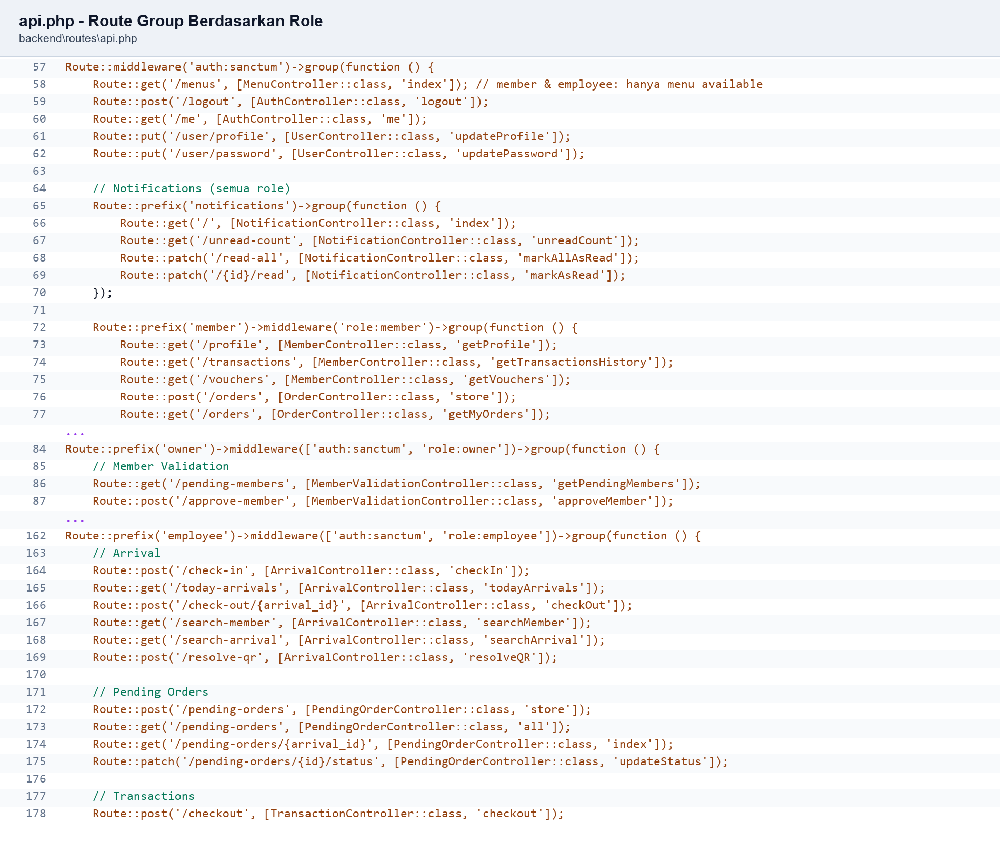 api.php - Route Group Berdasarkan Role
backend\routes\api.php
57 Route::middleware('auth:sanctum')->group(function () {
58     Route::get('/menus', [MenuController::class, 'index']); // member & employee: hanya menu available
59     Route::post('/logout', [AuthController::class, 'logout']);
60     Route::get('/me', [AuthController::class, 'me']);
61     Route::put('/user/profile', [UserController::class, 'updateProfile']);
62     Route::put('/user/password', [UserController::class, 'updatePassword']);
63
64     // Notifications (semua role)
65     Route::prefix('notifications')->group(function () {
66         Route::get('/', [NotificationController::class, 'index']);
67         Route::get('/unread-count', [NotificationController::class, 'unreadCount']);
68         Route::patch('/read-all', [NotificationController::class, 'markAllAsRead']);
69         Route::patch('/{id}/read', [NotificationController::class, 'markAsRead']);
70     });
71
72     Route::prefix('member')->middleware('role:member')->group(function () {
73         Route::get('/profile', [MemberController::class, 'getProfile']);
74         Route::get('/transactions', [MemberController::class, 'getTransactionsHistory']);
75         Route::get('/vouchers', [MemberController::class, 'getVouchers']);
76         Route::post('/orders', [OrderController::class, 'store']);
77         Route::get('/orders', [OrderController::class, 'getMyOrders']);
...
84 Route::prefix('owner')->middleware(['auth:sanctum', 'role:owner'])->group(function () {
85     // Member Validation
86     Route::get('/pending-members', [MemberValidationController::class, 'getPendingMembers']);
87     Route::post('/approve-member', [MemberValidationController::class, 'approveMember']);
...
162 Route::prefix('employee')->middleware(['auth:sanctum', 'role:employee'])->group(function () {
163     // Arrival
164     Route::post('/check-in', [ArrivalController::class, 'checkIn']);
165     Route::get('/today-arrivals', [ArrivalController::class, 'todayArrivals']);
166     Route::post('/check-out/{arrival_id}', [ArrivalController::class, 'checkOut']);
167     Route::get('/search-member', [ArrivalController::class, 'searchMember']);
168     Route::get('/search-arrival', [ArrivalController::class, 'searchArrival']);
169     Route::post('/resolve-qr', [ArrivalController::class, 'resolveQR']);
170
171     // Pending Orders
172     Route::post('/pending-orders', [PendingOrderController::class, 'store']);
173     Route::get('/pending-orders', [PendingOrderController::class, 'all']);
174     Route::get('/pending-orders/{arrival_id}', [PendingOrderController::class, 'index']);
175     Route::patch('/pending-orders/{id}/status', [PendingOrderController::class, 'updateStatus']);
176
177     // Transactions
178     Route::post('/checkout', [TransactionController::class, 'checkout']);